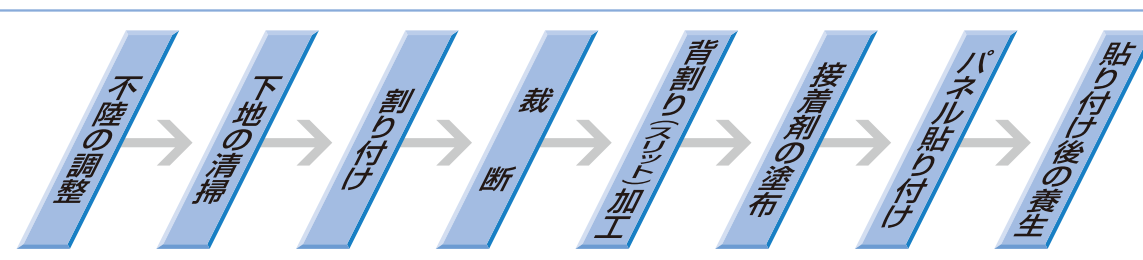 不陸の調整
下地の清掃
割り付け
裁断
背割り(スリット)加工
接着剤の塗布
パネル貼り付け
貼り付け後の養生